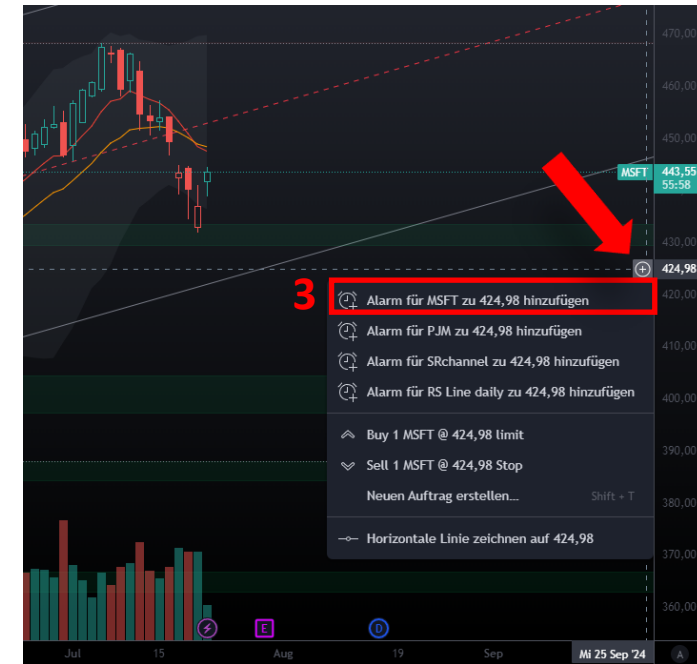 470,00
460,00
450,00
MSFT 443,55
55:58
430,00
424,98
3
Alarm für MSFT zu 424,98 hinzufügen
420,00
Alarm für PJM zu 424,98 hinzufügen
410,00
Alarm für SRchannel zu 424,98 hinzufügen
Alarm für RS Line daily zu 424,98 hinzufügen
400,00
Buy 1 MSFT @ 424,98 limit
390,00
Sell 1 MSFT @ 424,98 Stop
Neuen Auftrag erstellen... Shift + T
380,00
Horizontale Linie zeichnen auf 424,98
370,00
360,00
E D
Jul 15 Aug 19 Sep Mi 25 Sep '24 A